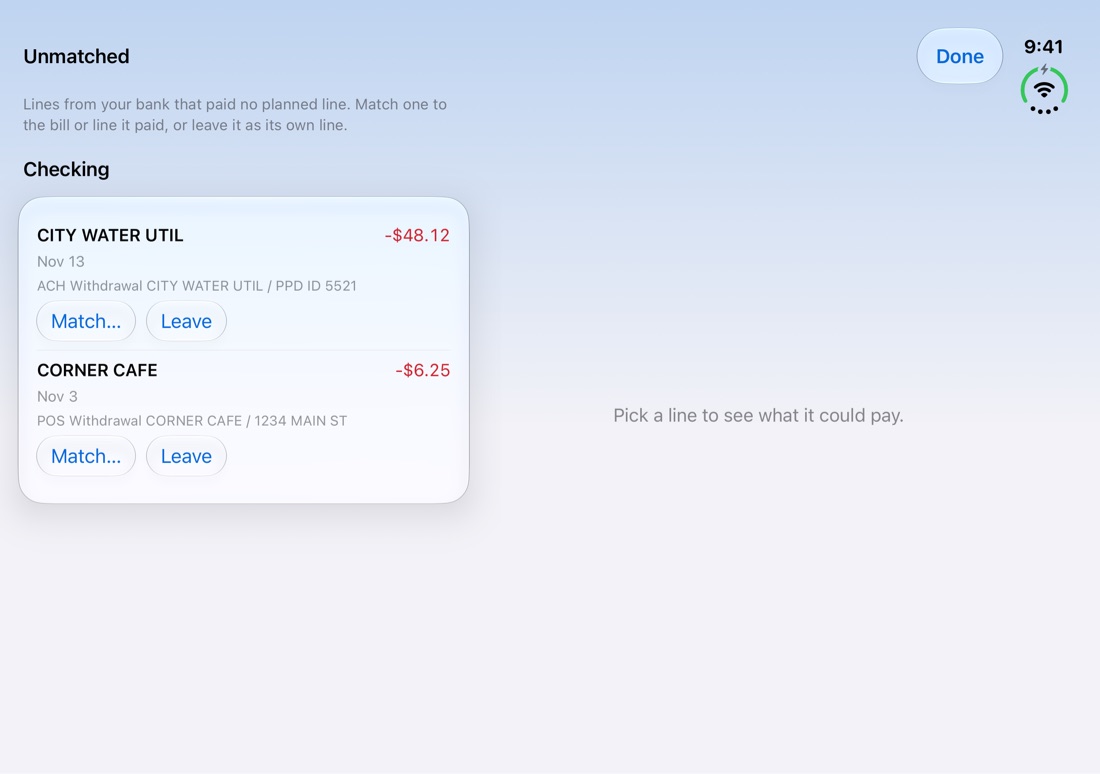 Unmatched
Done
9:41
Lines from your bank that paid no planned line. Match one to
the bill or line it paid, or leave it as its own line.
Checking
CITY WATER UTIL -$48.12
Nov 13
ACH Withdrawal CITY WATER UTIL / PPD ID 5521
Match... Leave
CORNER CAFE -$6.25
Nov 3
POS Withdrawal CORNER CAFE / 1234 MAIN ST
Match... Leave
Pick a line to see what it could pay.